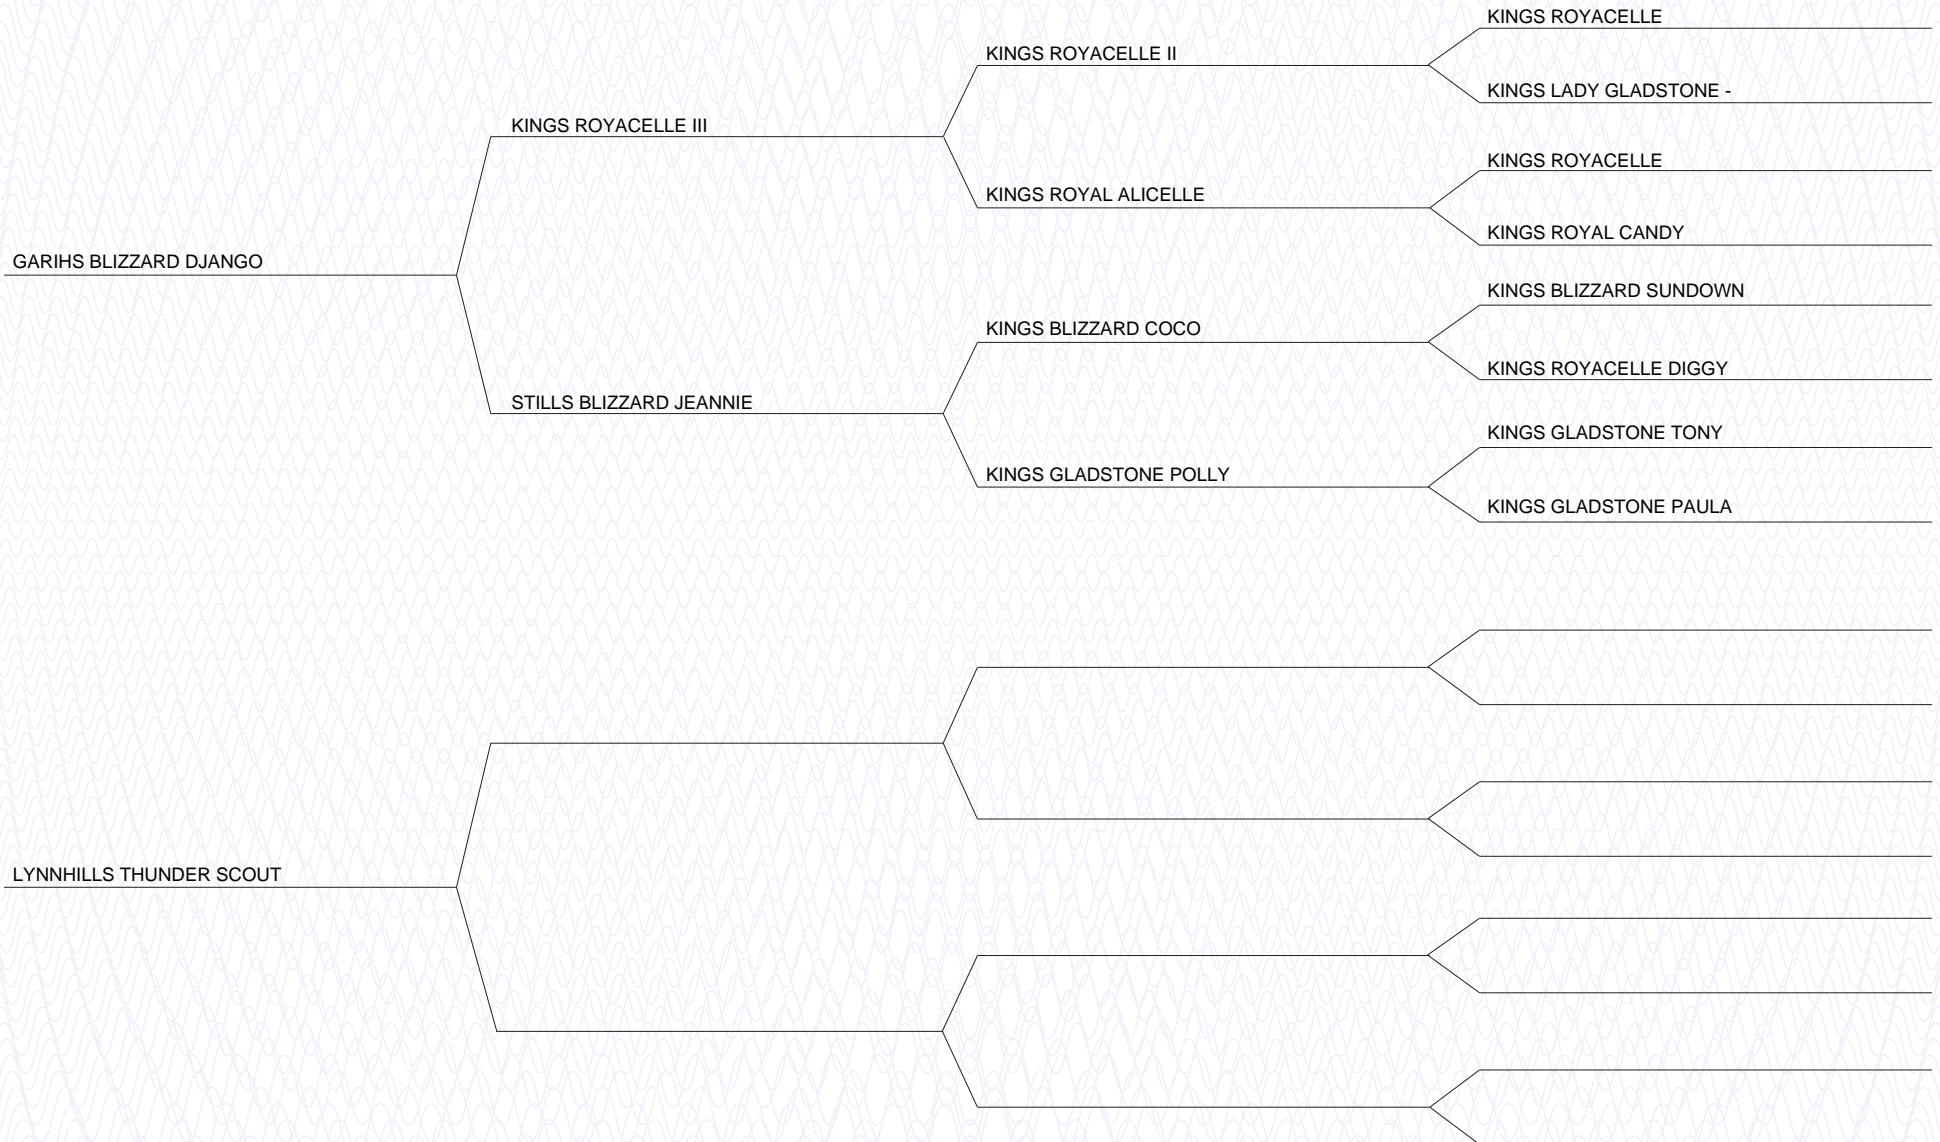 KINGS ROYACELLE
KINGS ROYACELLE II
KINGS LADY GLADSTONE -
KINGS ROYACELLE III
KINGS ROYACELLE
KINGS ROYAL ALICELLE
KINGS ROYAL CANDY
GARIHS BLIZZARD DJANGO
KINGS BLIZZARD SUNDOWN
KINGS BLIZZARD COCO
KINGS ROYACELLE DIGGY
STILLS BLIZZARD JEANNIE
KINGS GLADSTONE TONY
KINGS GLADSTONE POLLY
KINGS GLADSTONE PAULA
LYNNHILLS THUNDER SCOUT